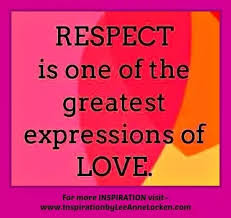 RESPECT
is one of the
greatest
expressions of
LOVE.
For more INSPIRATION visit -
www.InspirationbyLeeAnneLocken.com